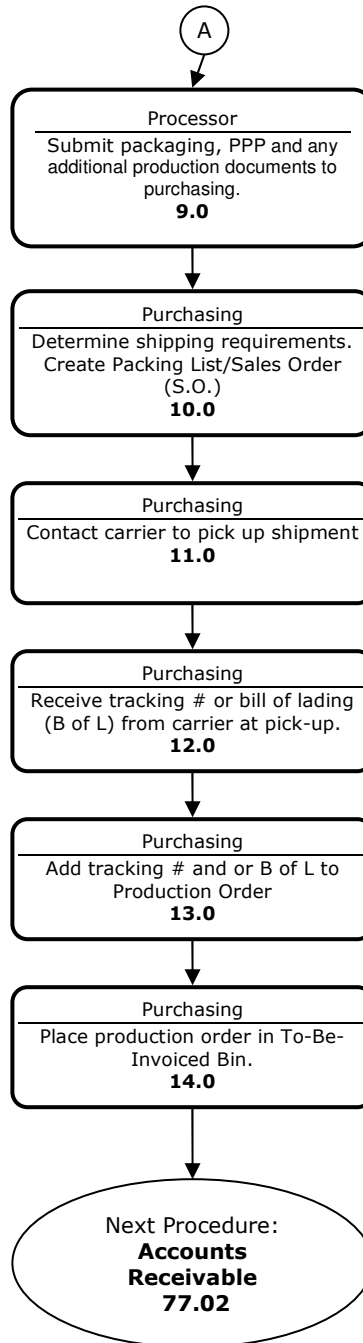 A
Processor
Submit packaging, PPP and any
additional production documents to
purchasing.
9.0
Purchasing
Determine shipping requirements.
Create Packing List/Sales Order
(S.O.)
10.0
Purchasing
Contact carrier to pick up shipment
11.0
Purchasing
Receive tracking # or bill of lading
(B of L) from carrier at pick-up.
12.0
Purchasing
Add tracking # and or B of L to
Production Order
13.0
Purchasing
Place production order in To-Be-
Invoiced Bin.
14.0
Next Procedure:
Accounts
Receivable
77.02